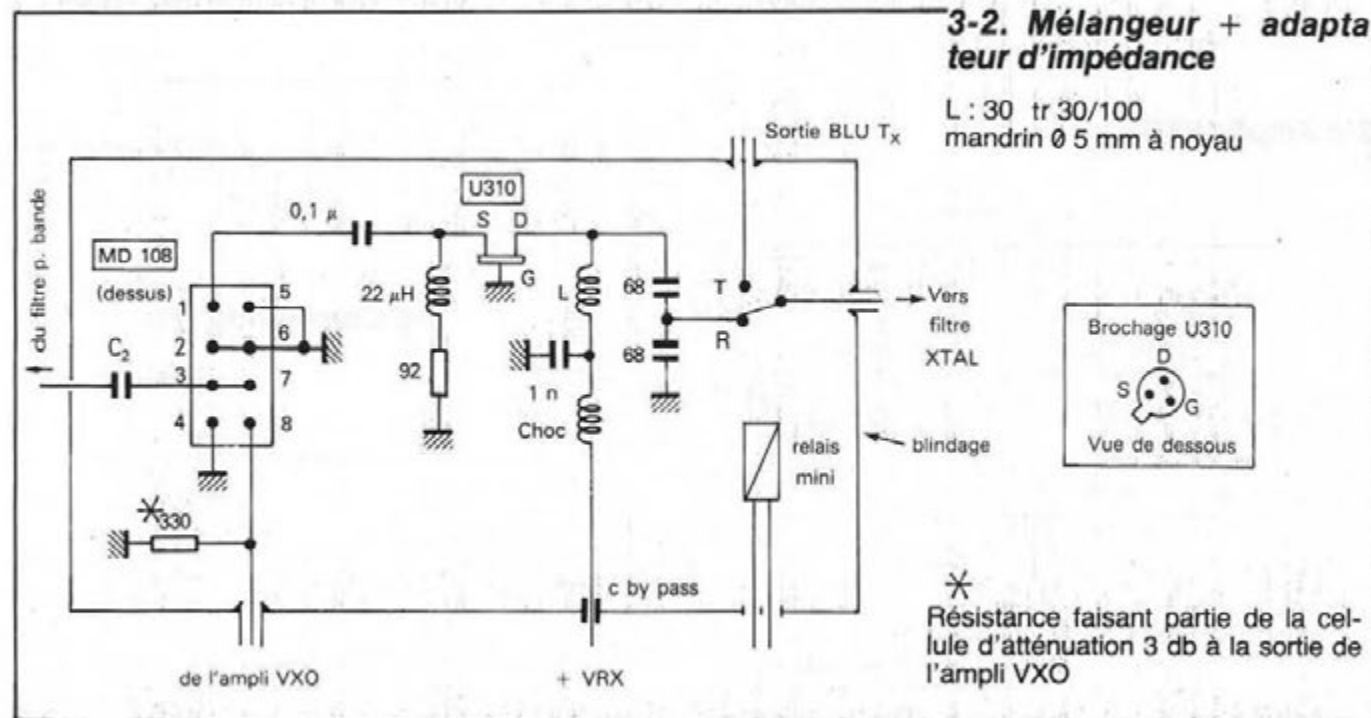 3-2. Mélangeur + adapta
teur d'impédance
L : 30 tr 30/100
mandrin Ø 5 mm à noyau
Sortie BLU TX
U310
S D
G
0,1 µ
du filtre p. bande
MD 108
(dessus)
1 5
2 6
3 7
4 8
C2
22 µH
92
L
1 n
Choc
68
68
T
R
Vers
filtre
XTAL
relais
mini
blindage
Brochage U310
D
S
G
Vue de dessous
330
c by pass
de l'ampli VXO
+ VRX
Résistance faisant partie de la cel-
lule d'atténuation 3 db à la sortie de
l'ampli VXO